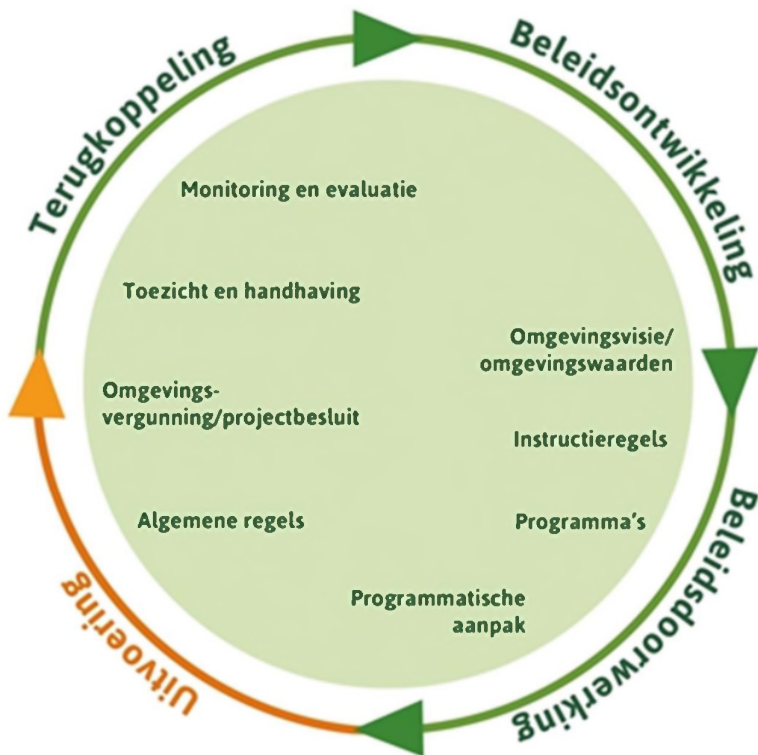 Terugkoppeling
Beleidsontwikkeling
Monitoring en evaluatie
Toezicht en handhaving
Omgevingsvisie/
omgevingswaarden
Omgevings-
vergunning/projectbesluit
Instructieregels
Algemene regels
Programma's
Programmatische
aanpak
Uitvoering
Beleidsdoorwerking